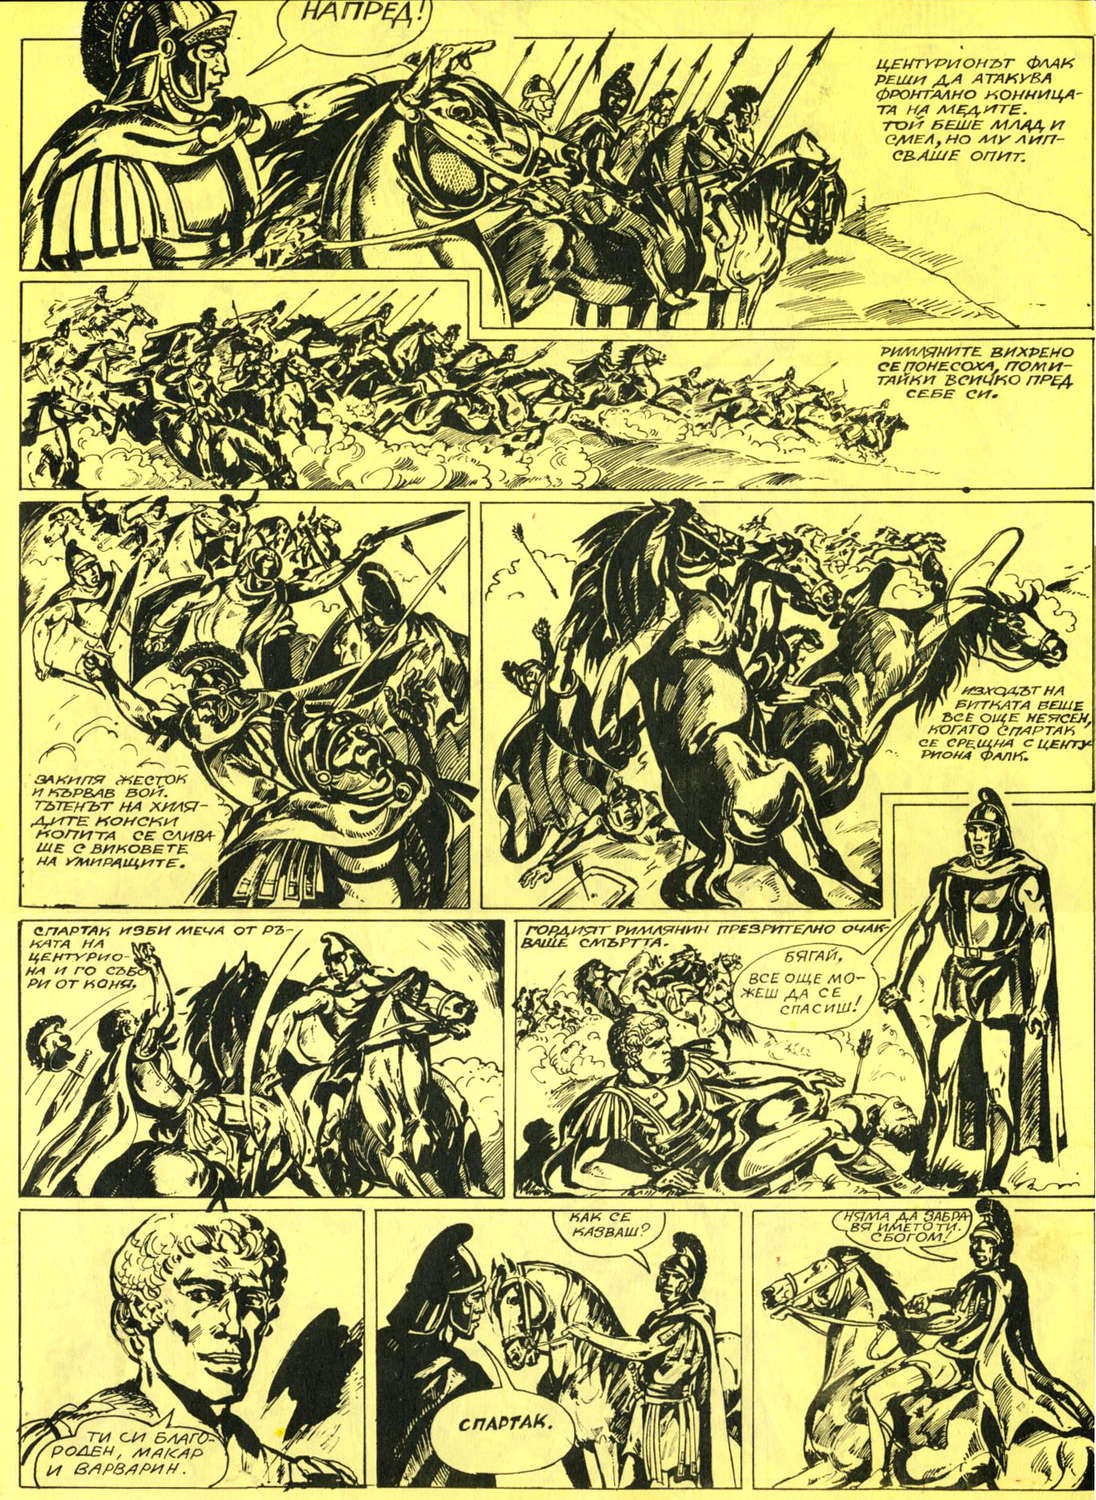 НАПРЕД!
ЦЕНТУРИОНЪТ ФЛАК
РЕШИ ДА АТАКУВА
ФРОНТАЛНО КОННИЦА-
ТА НА МЕДИТЕ.
ТОЙ БЕШЕ МЛАД И
СМЕЛ, НО МУ ЛИП-
СВАШЕ ОПИТ.
РИМЛЯНИТЕ ВИХРЕНО
СЕ ПОНЕСОХА, ПОМИ-
ТАЙКИ ВСИЧКО ПРЕД
СЕБЕ СИ.
ЗАКИПЯ ЖЕСТОК
И КЪРВАВ БОЙ.
ТЪТЕНЪТ НА ХИЛЯ-
ДИТЕ КОНСКИ
КОПИТА СЕ СЛИВА
ШЕ С ВИКОВЕТЕ
НА УМИРАЩИТЕ.
ИЗХОДЪТ НА
БИТКАТА БЕШЕ
ВСЕ ОЩЕ НЕЯСЕН,
КОГАТО СПАРТАК
СЕ СРЕЩНА С ЦЕНТУ
РИОНА ФАЛК.
СПАРТАК ИЗБИ МЕЧА ОТ РЪ-
КАТА НА
ЦЕНТУРИО-
НА И ГО СЪБО
РИ ОТ КОНЯ.
ГОРДИЯТ РИМЛЯНИН ПРЕЗРИТЕЛНО ОЧАК-
ВАШЕ СМЪРТТА.
БЯГАЙ,
ВСЕ ОЩЕ МО-
ЖЕШ ДА СЕ
СПАСИШ!
ТИ СИ БЛАГО-
РОДЕН, МАКАР
И ВАРВАРИН.
КАК СЕ
КАЗВАШ?
СПАРТАК.
НЯМА ДА ЗАБРА-
ВЯ ИМЕТО ТИ.
СБОГОМ!